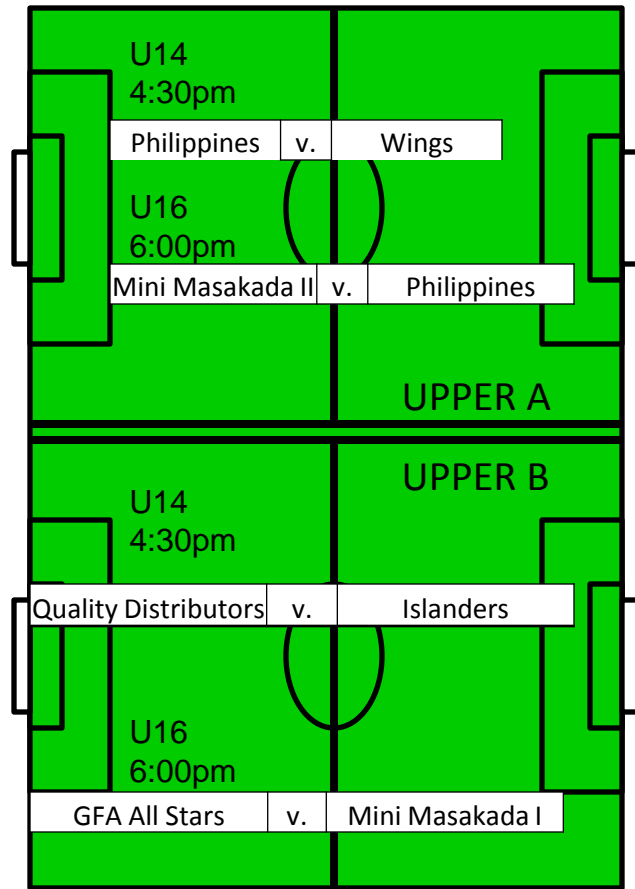 U14
4:30pm
Philippines v. Wings
U16
6:00pm
Mini Masakada II v. Philippines
UPPER A
UPPER B
U14
4:30pm
Quality Distributors v. Islanders
U16
6:00pm
GFA All Stars v. Mini Masakada I